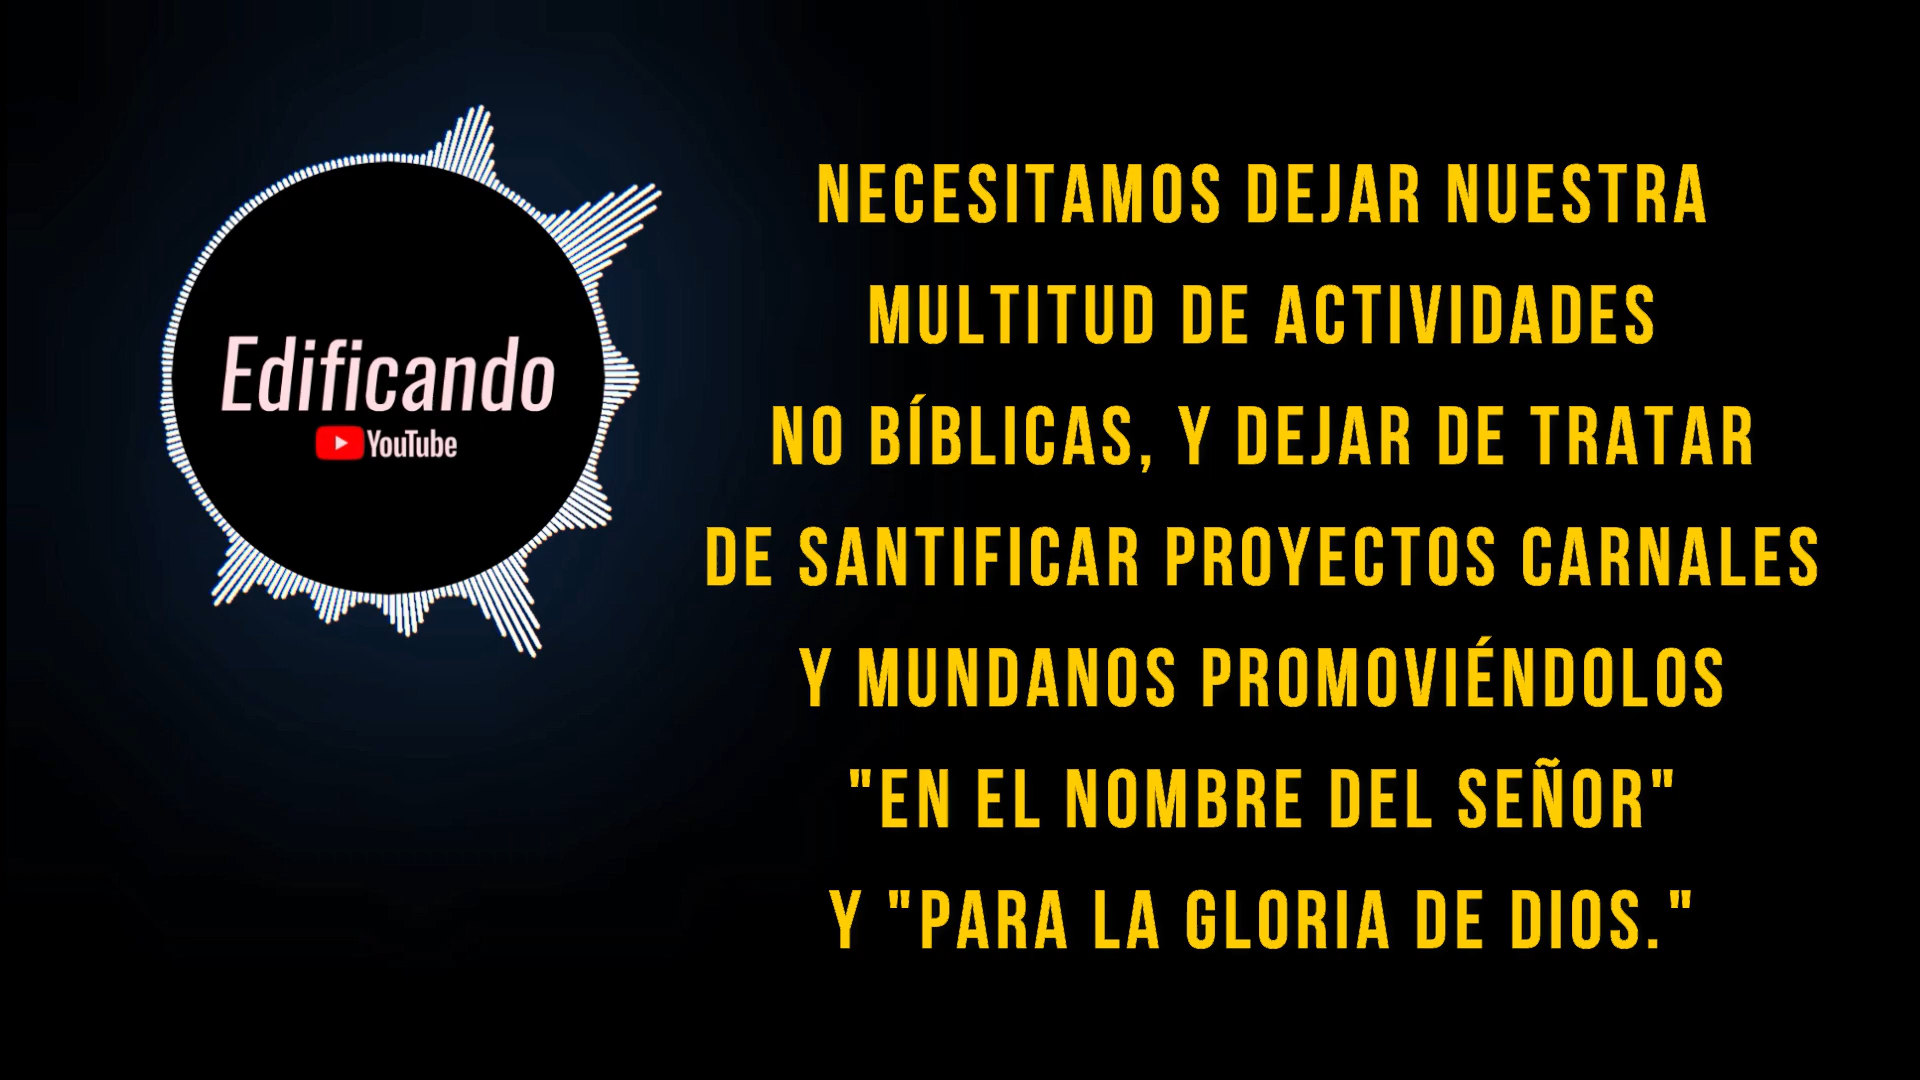 Edificando
YouTube
NECESITAMOS DEJAR NUESTRA
MULTITUD DE ACTIVIDADES
NO BÍBLICAS, Y DEJAR DE TRATAR
DE SANTIFICAR PROYECTOS CARNALES
Y MUNDANOS PROMOVIÉNDOLOS
"EN EL NOMBRE DEL SEÑOR"
Y "PARA LA GLORIA DE DIOS."